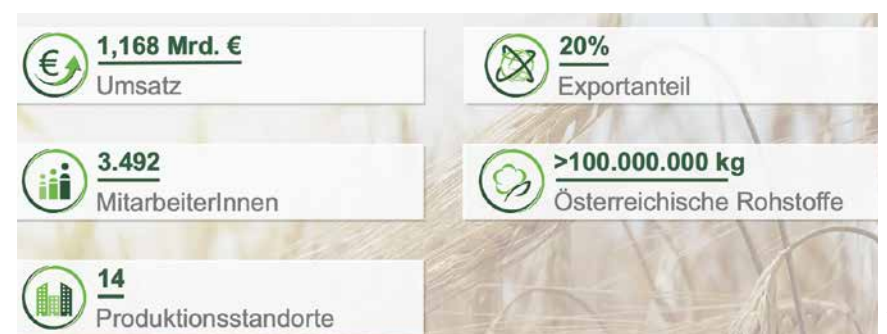 1,168 Mrd. €
Umsatz
20%
Exportanteil
3.492
MitarbeiterInnen
>100.000.000 kg
Österreichische Rohstoffe
14
Produktionsstandorte